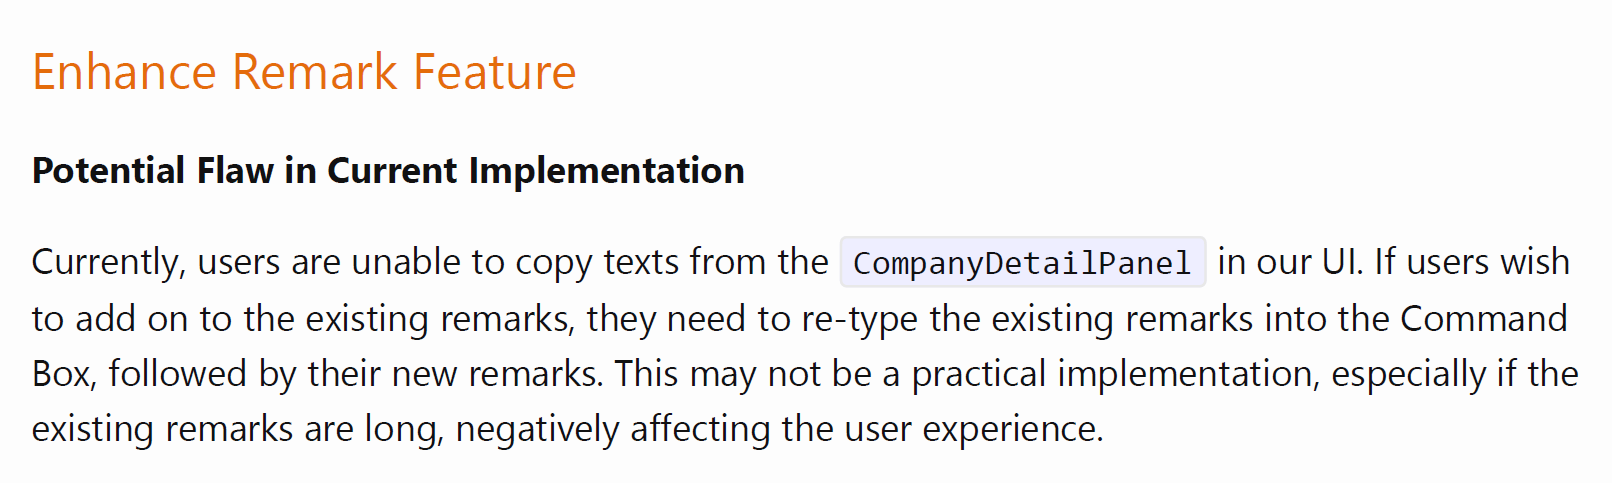 Enhance Remark Feature
Potential Flaw in Current Implementation
Currently, users are unable to copy texts from the CompanyDetailPanel in our UI. If users wish
to add on to the existing remarks, they need to re-type the existing remarks into the Command
Box, followed by their new remarks. This may not be a practical implementation, especially if the
existing remarks are long, negatively affecting the user experience.